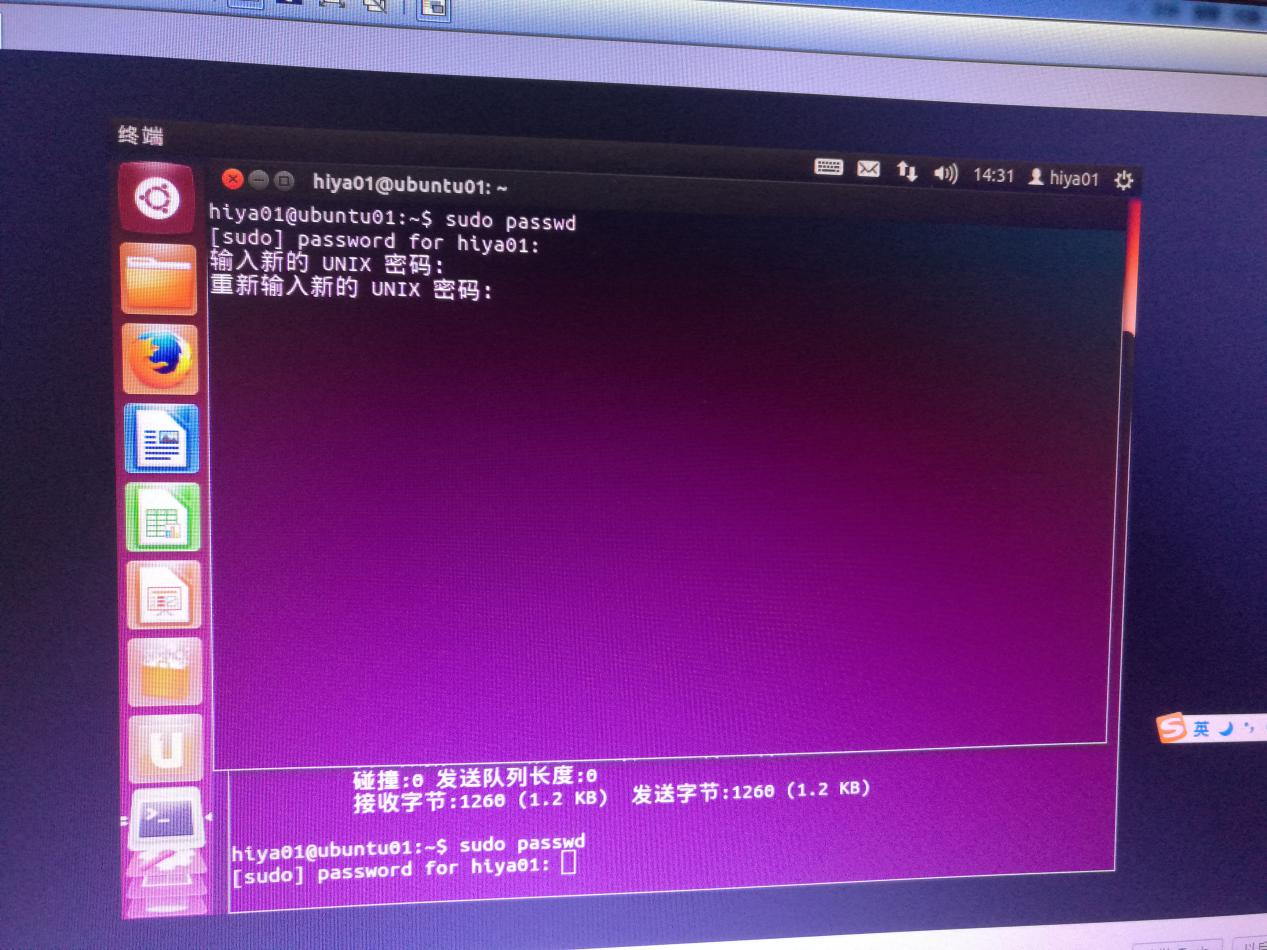 终端
14:31 hiya01
hiya01@ubuntu01: ~
hiya01@ubuntu01:~$ sudo passwd
[sudo] password for hiya01:
输入新的 UNIX 密码:
重新输入新的 UNIX 密码:
碰撞:0 发送队列长度:0
接收字节:1260 (1.2 KB) 发送字节:1260 (1.2 KB)
hiya01@ubuntu01:~$ sudo passwd
[sudo] password for hiya01:
英